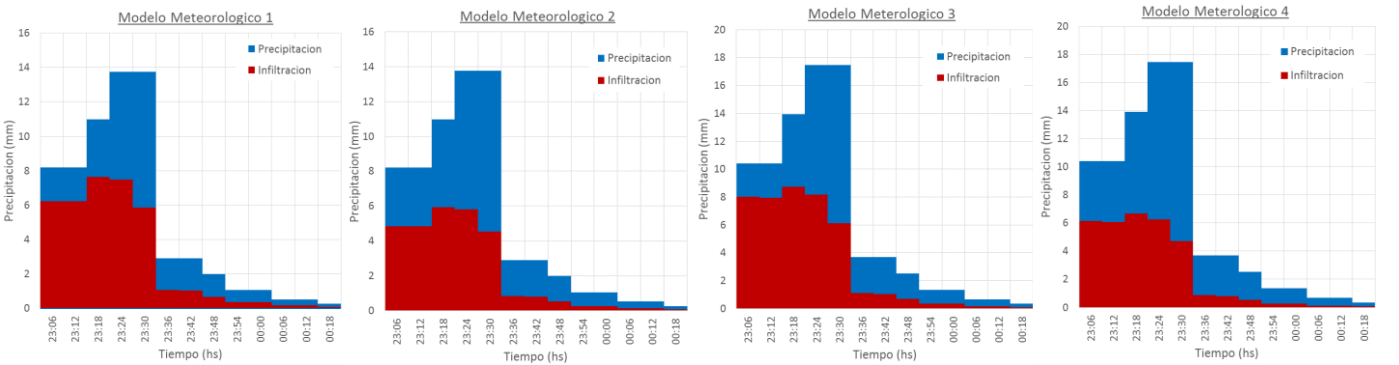 Modelo Meteorologico 1
16
14
12
10
8
6
4
2
0
Precipitacion (mm)
Precipitacion
Infiltracion
23:06 23:12 23:18 23:24 23:30 23:36 23:42 23:48 23:54 00:00 00:06 00:12 00:18
Tiempo (hs)
Modelo Meteorologico 2
16
14
12
10
8
6
4
2
0
Precipitacion (mm)
Precipitacion
Infiltracion
23:06 23:12 23:18 23:24 23:30 23:36 23:42 23:48 23:54 00:00 00:06 00:12 00:18
Tiempo (hs)
Modelo Meterologico 3
20
18
16
14
12
10
8
6
4
2
0
Precipitacion (mm)
Precipitacion
Infiltracion
23:06 23:12 23:18 23:24 23:30 23:36 23:42 23:48 23:54 00:00 00:06 00:12 00:18
Tiempo (hs)
Modelo Meterologico 4
20
18
16
14
12
10
8
6
4
2
0
Precipitacion (mm)
Precipitacion
Infiltracion
23:06 23:12 23:18 23:24 23:30 23:36 23:42 23:48 23:54 00:00 00:06 00:12 00:18
Tiempo (hs)